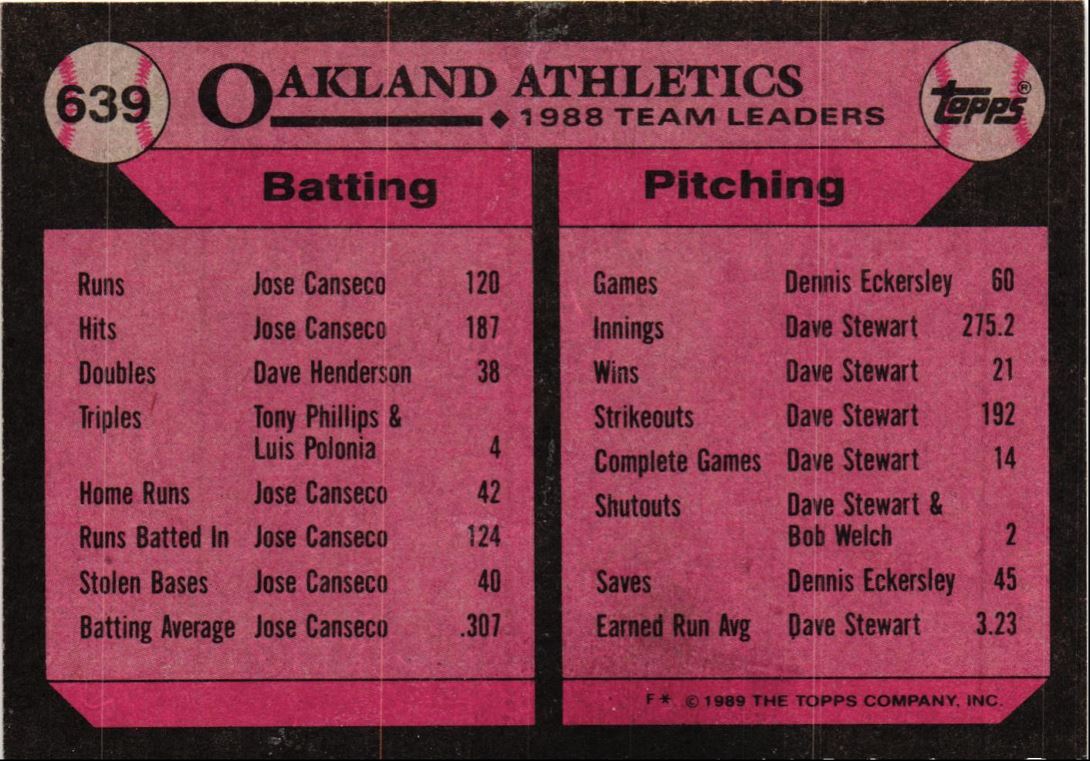 639
OAKLAND ATHLETICS
◆ 1988 TEAM LEADERS
topps®
Batting
Runs Jose Canseco 120
Hits Jose Canseco 187
Doubles Dave Henderson 38
Triples Tony Phillips &
Luis Polonia 4
Home Runs Jose Canseco 42
Runs Batted In Jose Canseco 124
Stolen Bases Jose Canseco 40
Batting Average Jose Canseco .307
Pitching
Games Dennis Eckersley 60
Innings Dave Stewart 275.2
Wins Dave Stewart 21
Strikeouts Dave Stewart 192
Complete Games Dave Stewart 14
Shutouts Dave Stewart &
Bob Welch 2
Saves Dennis Eckersley 45
Earned Run Avg Dave Stewart 3.23
F* © 1989 THE TOPPS COMPANY, INC.